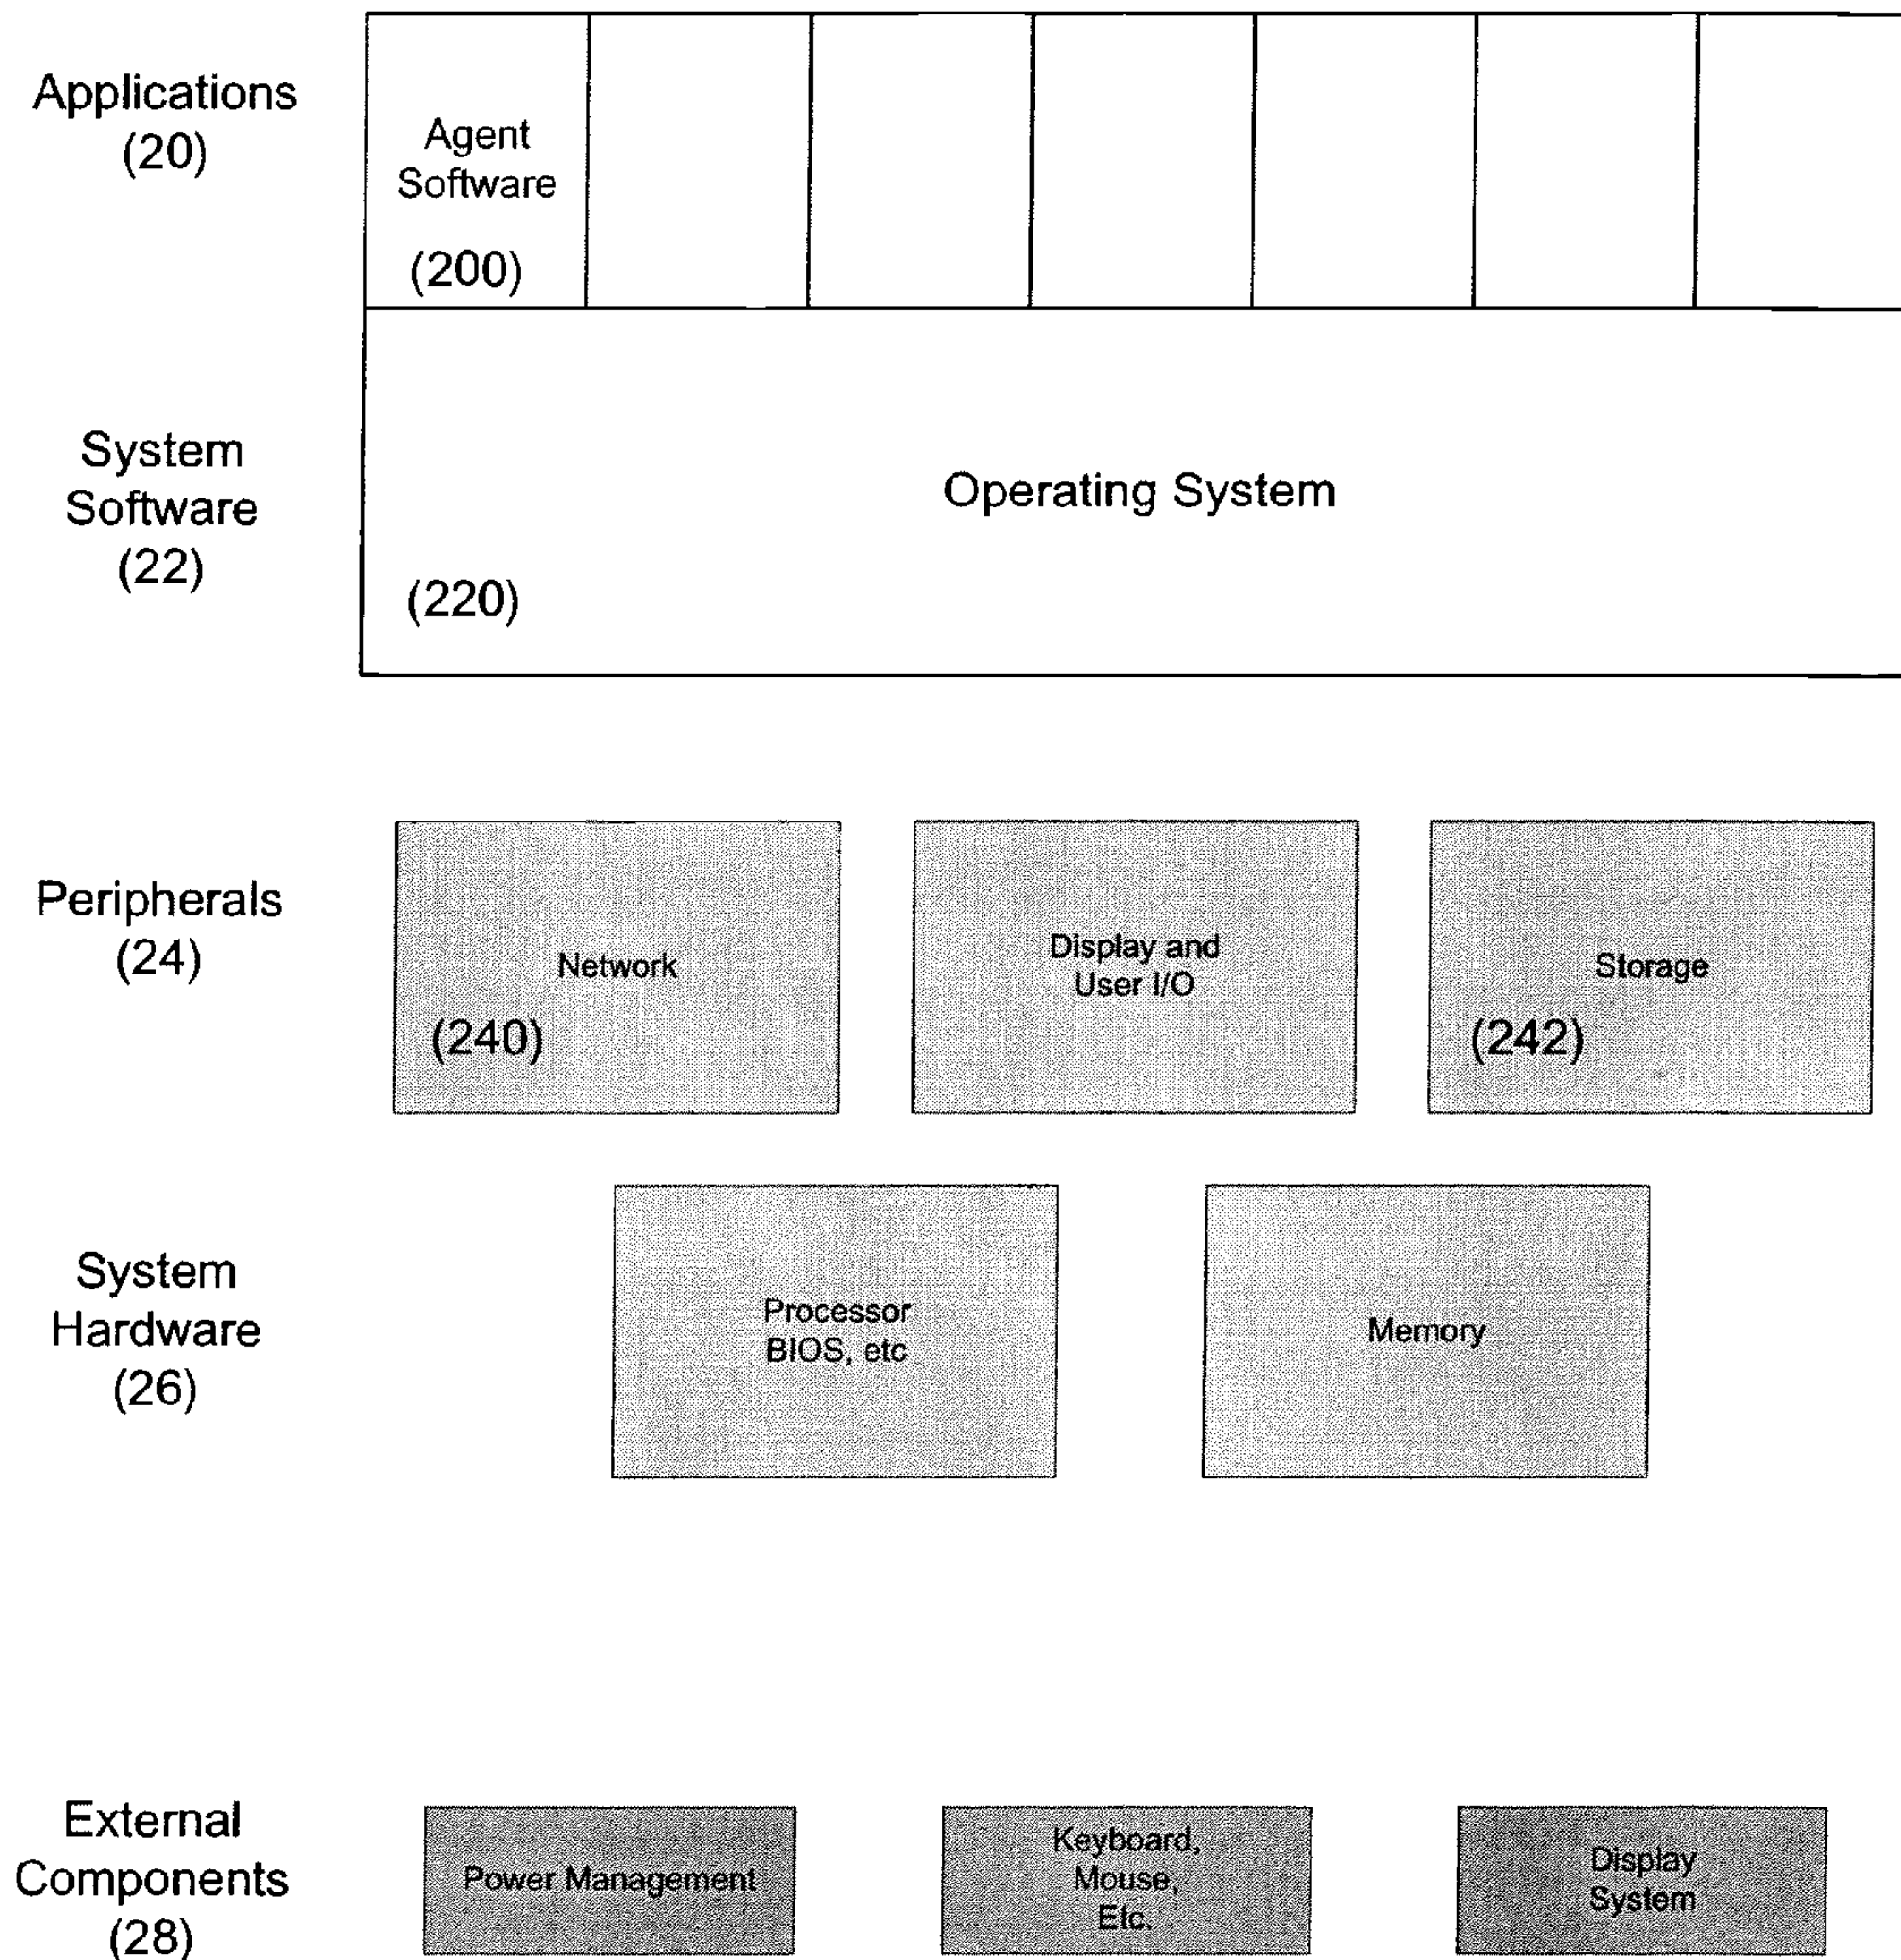 Applications
(20)
Agent
Software
(200)
System
Software
(22)
Operating System
(220)
Peripherals
(24)
Network
(240)
Display and
User I/O
Storage
(242)
System
Hardware
(26)
Processor
BIOS, etc
Memory
External
Components
(28)
Power Management
Keyboard,
Mouse,
Etc.
Display
System